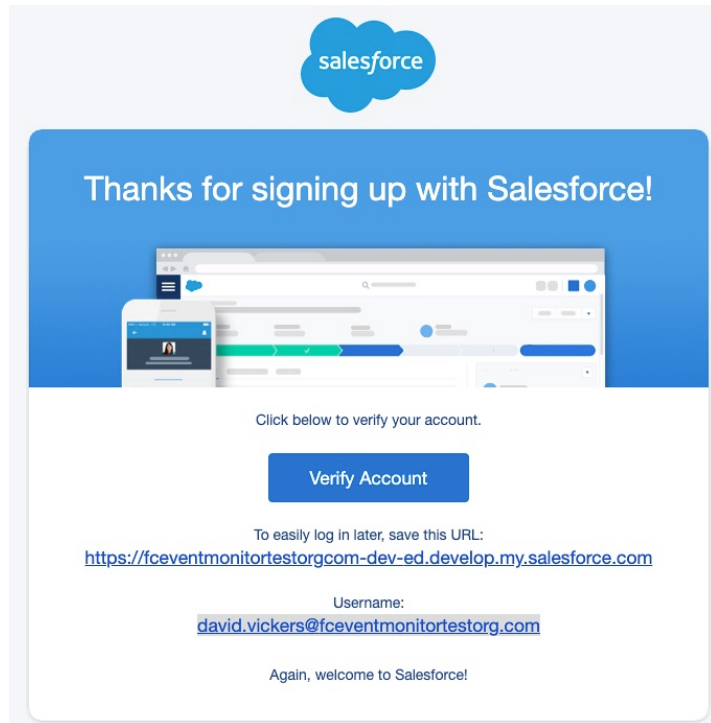 salesforce
Thanks for signing up with Salesforce!
Click below to verify your account.
Verify Account
To easily log in later, save this URL:
https://fceventmonitortestorgcom-dev-ed.develop.my.salesforce.com
Username:
david.vickers@fceventmonitortestorg.com
Again, welcome to Salesforce!